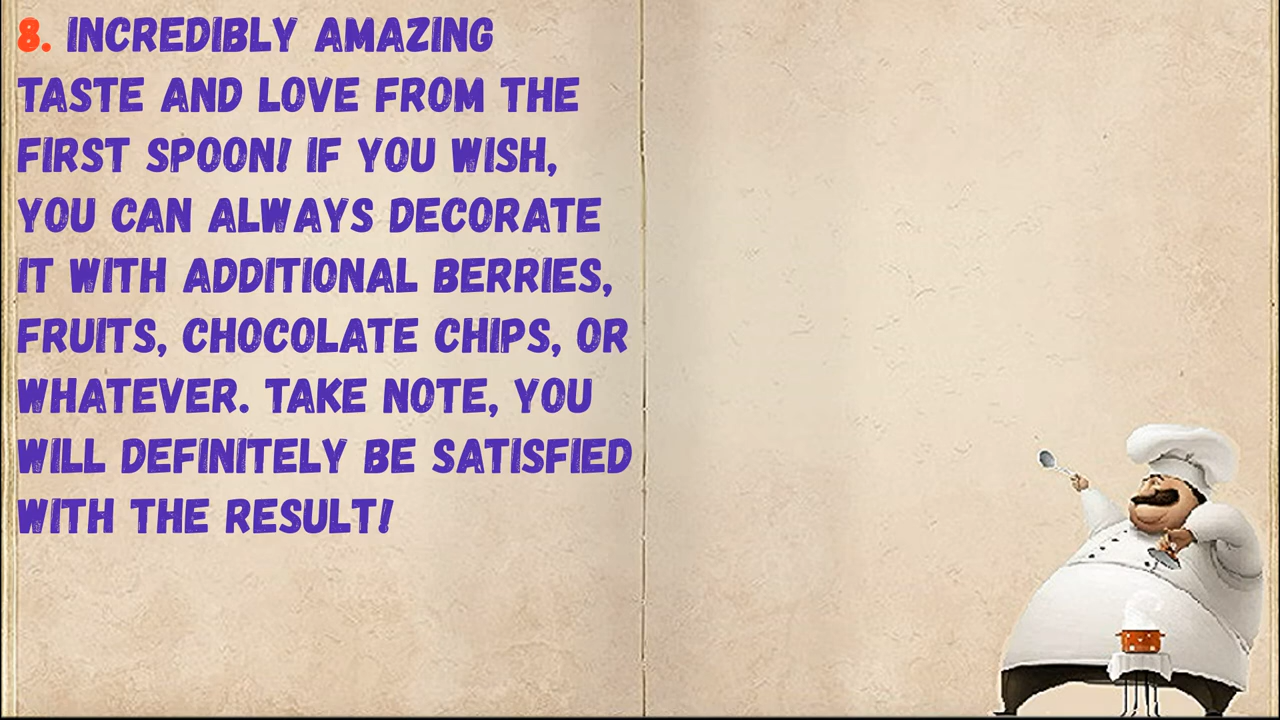 8. INCREDIBLY AMAZING
TASTE AND LOVE FROM THE
FIRST SPOON! IF YOU WISH,
YOU CAN ALWAYS DECORATE
IT WITH ADDITIONAL BERRIES,
FRUITS, CHOCOLATE CHIPS, OR
WHATEVER. TAKE NOTE, YOU
WILL DEFINITELY BE SATISFIED
WITH THE RESULT!